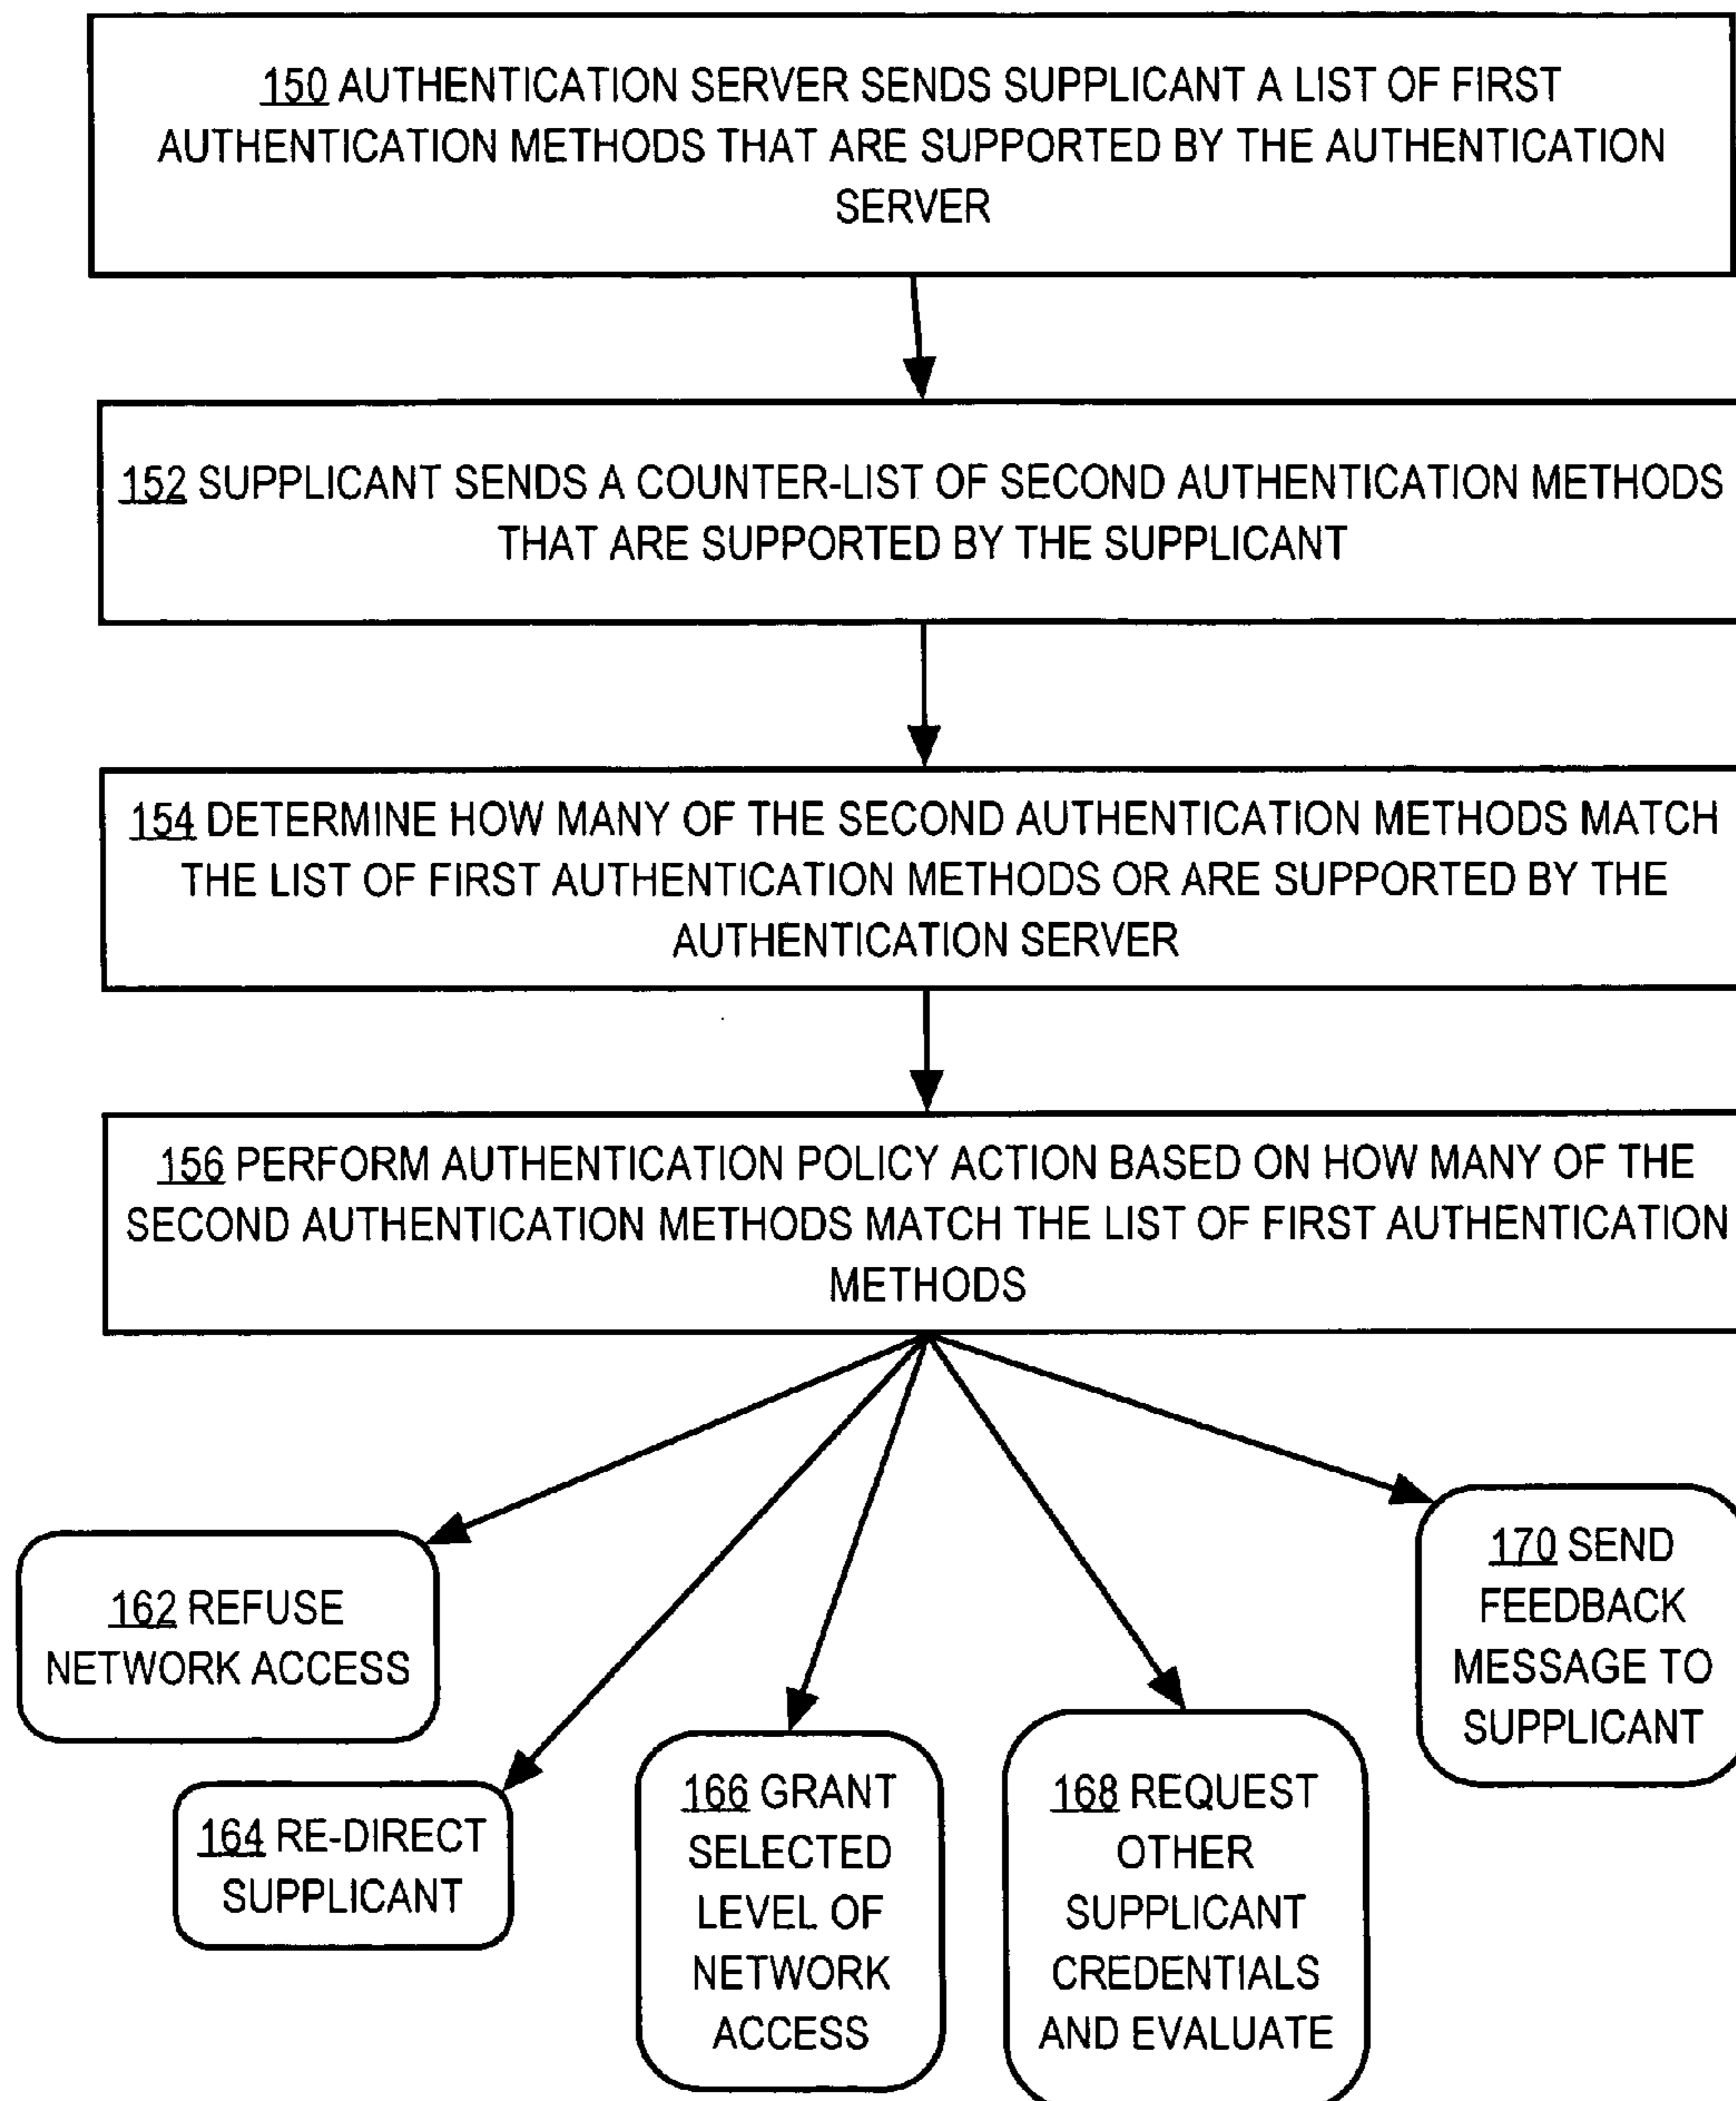 150 AUTHENTICATION SERVER SENDS SUPPLICANT A LIST OF FIRST
AUTHENTICATION METHODS THAT ARE SUPPORTED BY THE AUTHENTICATION
SERVER
152 SUPPLICANT SENDS A COUNTER-LIST OF SECOND AUTHENTICATION METHODS
THAT ARE SUPPORTED BY THE SUPPLICANT
154 DETERMINE HOW MANY OF THE SECOND AUTHENTICATION METHODS MATCH
THE LIST OF FIRST AUTHENTICATION METHODS OR ARE SUPPORTED BY THE
AUTHENTICATION SERVER
156 PERFORM AUTHENTICATION POLICY ACTION BASED ON HOW MANY OF THE
SECOND AUTHENTICATION METHODS MATCH THE LIST OF FIRST AUTHENTICATION
METHODS
162 REFUSE
NETWORK ACCESS
164 RE-DIRECT
SUPPLICANT
166 GRANT
SELECTED
LEVEL OF
NETWORK
ACCESS
168 REQUEST
OTHER
SUPPLICANT
CREDENTIALS
AND EVALUATE
170 SEND
FEEDBACK
MESSAGE TO
SUPPLICANT